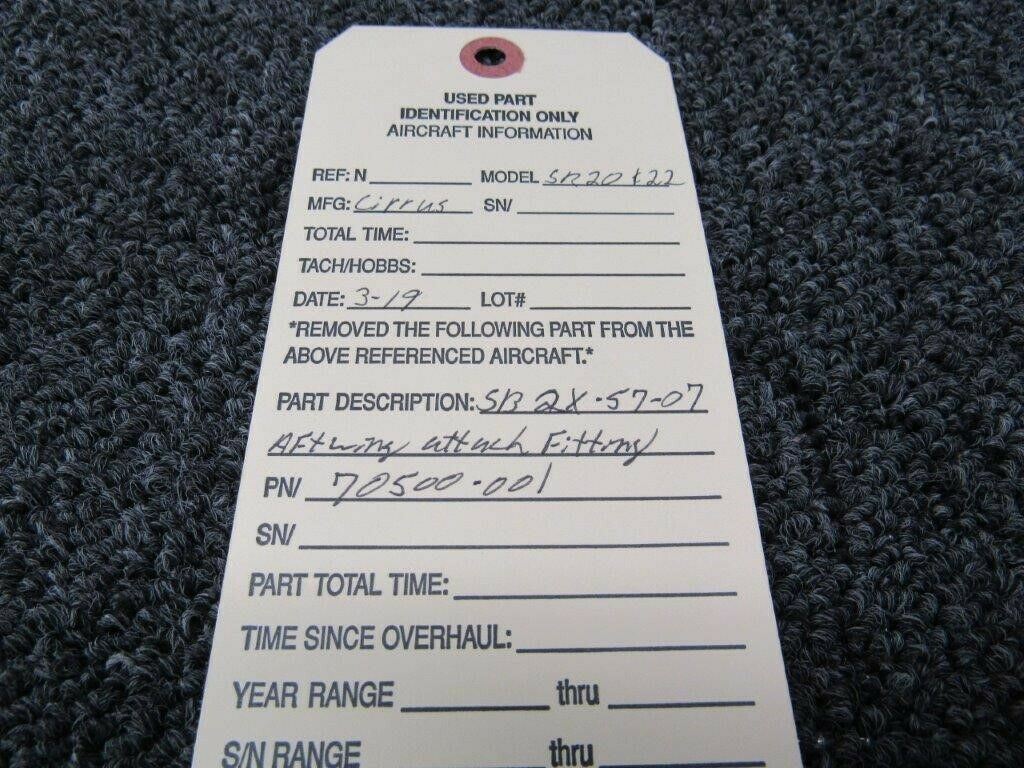 USED PART
IDENTIFICATION ONLY
AIRCRAFT INFORMATION
REF: N MODEL SR20 & 22
MFG: Cirrus SN/
TOTAL TIME:
TACH/HOBBS:
DATE: 3-19 LOT#
*REMOVED THE FOLLOWING PART FROM THE
ABOVE REFERENCED AIRCRAFT.*
PART DESCRIPTION: SB 2X-57-07
Aft wing attach Fitting
PN/ 70500-001
SN/
PART TOTAL TIME:
TIME SINCE OVERHAUL:
YEAR RANGE thru
S/N RANGE thru